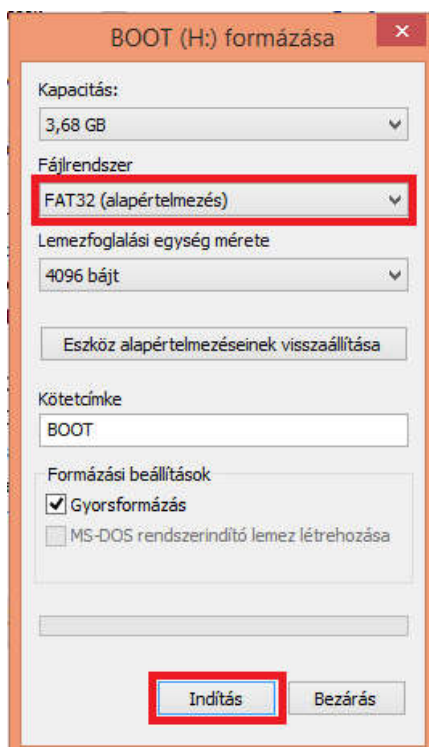 BOOT (H:) formázása
Kapacitás:
3,68 GB
Fájlrendszer
FAT32 (alapértelmezés)
Lemezfoglalási egység mérete
4096 bájt
Eszköz alapértelmezéseinek visszaállítása
Kötetcímke
BOOT
Formázási beállítások
Gyorsformázás
MS-DOS rendszerindító lemez létrehozása
Indítás
Bezárás